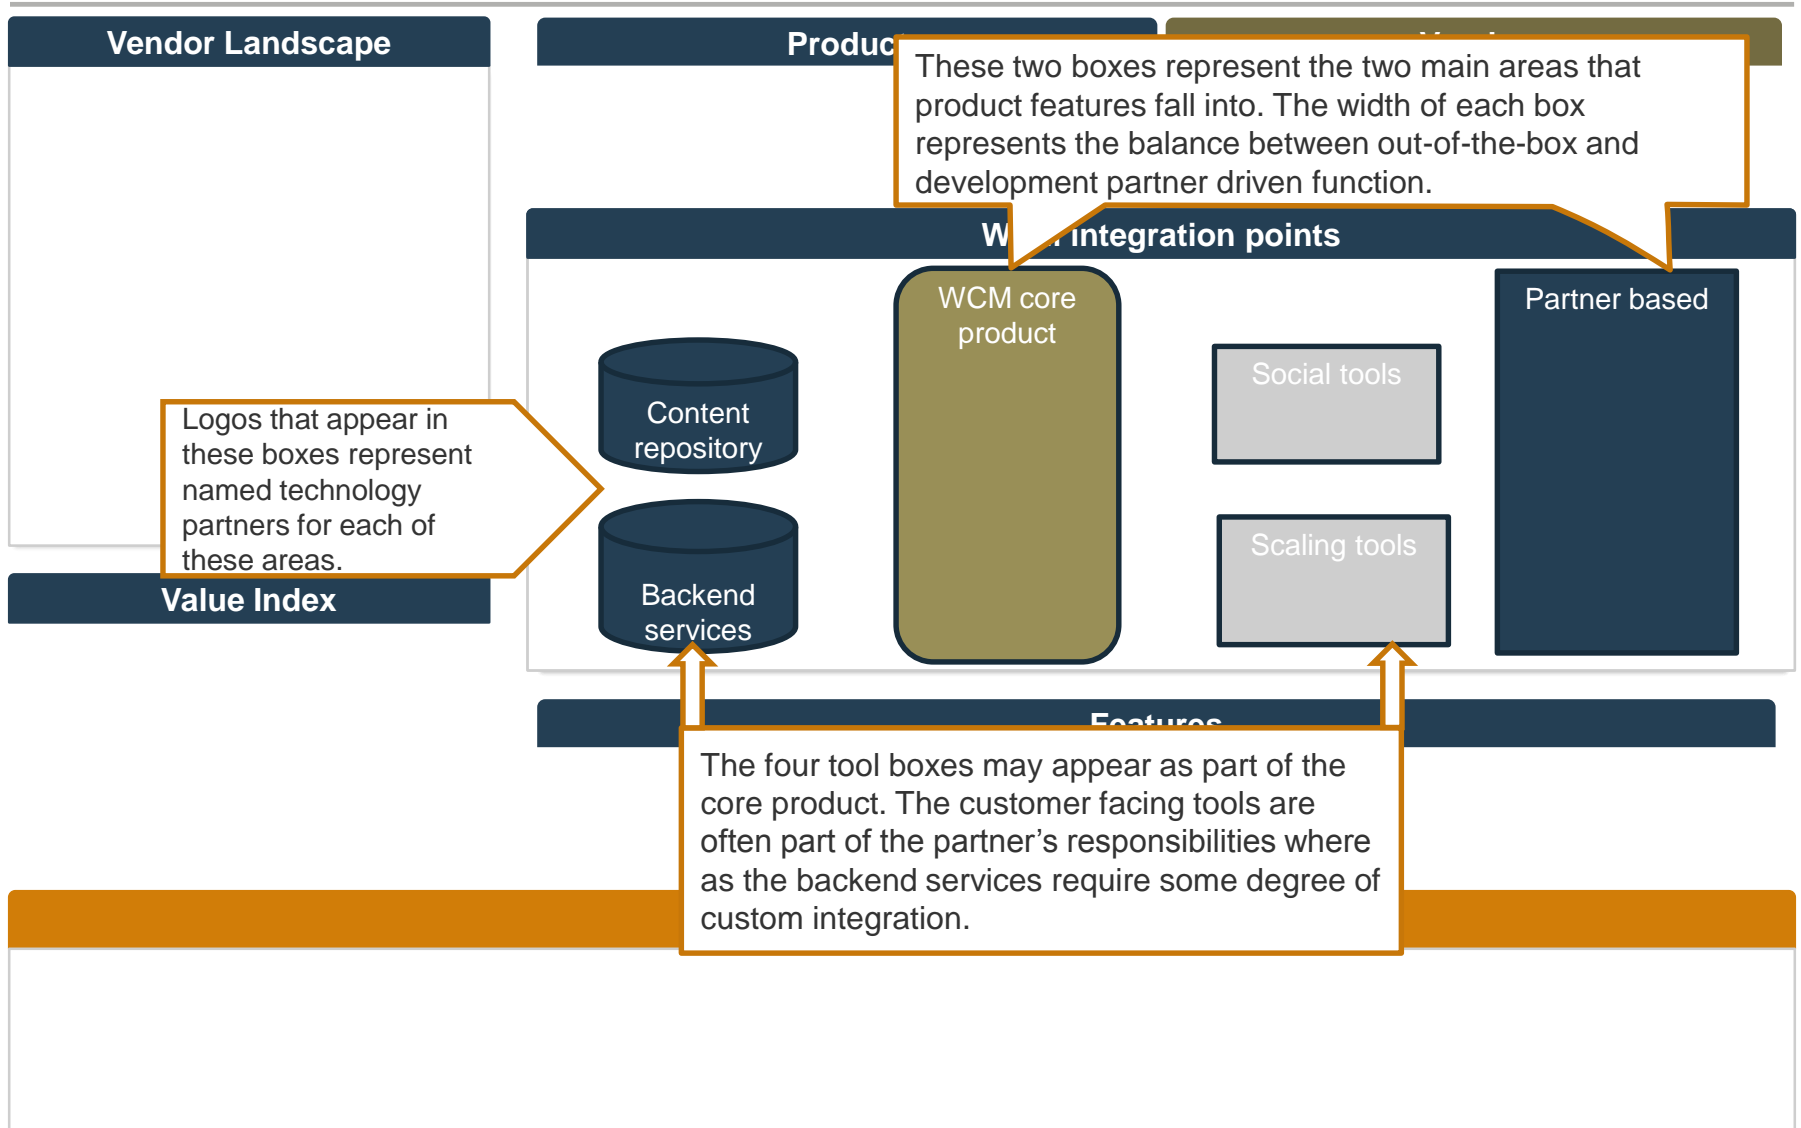 Vendor Landscape
Product
These two boxes represent the two main areas that
product features fall into. The width of each box
represents the balance between out-of-the-box and
development partner driven function.
integration points
WCM core
product
Partner based
Social tools
Content
repository
Logos that appear in
these boxes represent
named technology
partners for each of
these areas.
Scaling tools
Backend
services
Value Index
Features
The four tool boxes may appear as part of the
core product. The customer facing tools are
often part of the partner’s responsibilities where
as the backend services require some degree of
custom integration.